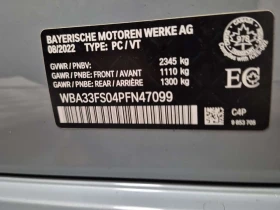 BAYERISCHE MOTOREN WERKE AG
08/2022 TYPE: PC / VT
GVWR / PNBV: 2345 kg
GAWR / PNBE: FRONT / AVANT 1110 kg
GAWR / PNBE: REAR / ARRIÈRE 1300 kg
WBA33FS04PFN47099
EC
C4P